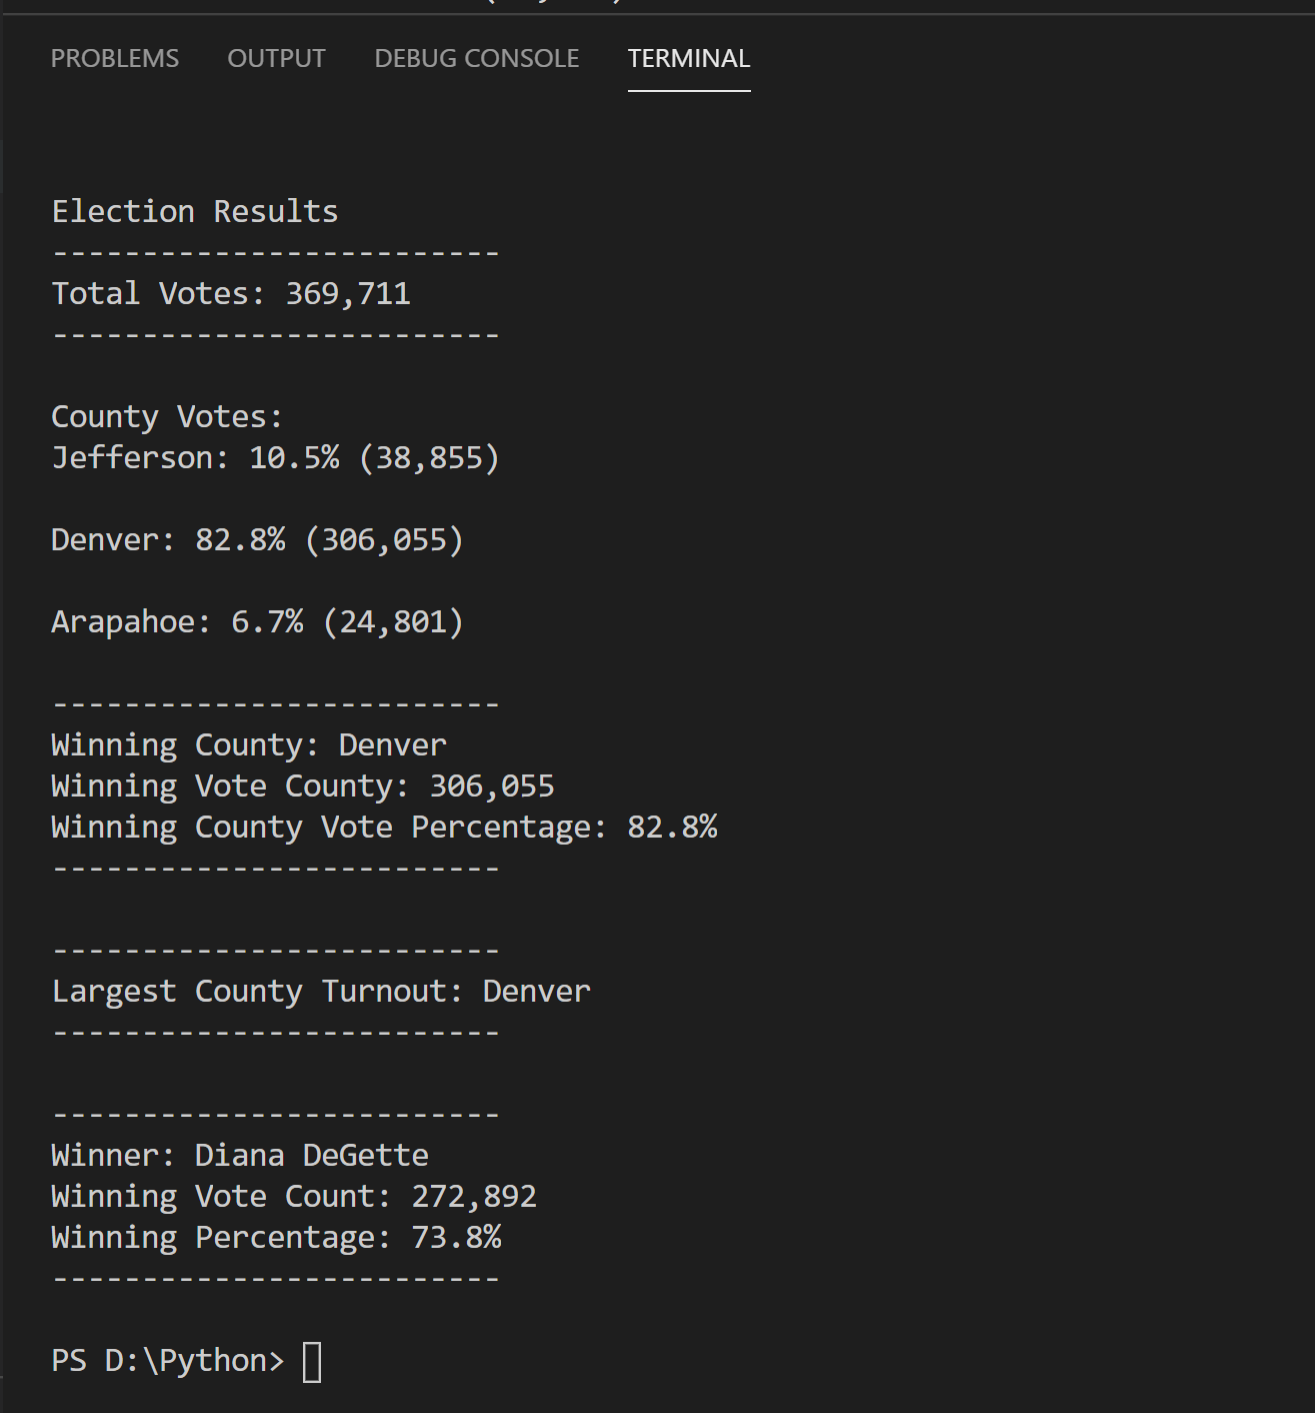 PROBLEMS OUTPUT DEBUG CONSOLE TERMINAL
Election Results
-------------------------
Total Votes: 369,711
-------------------------
County Votes:
Jefferson: 10.5% (38,855)
Denver: 82.8% (306,055)
Arapahoe: 6.7% (24,801)
-------------------------
Winning County: Denver
Winning Vote County: 306,055
Winning County Vote Percentage: 82.8%
-------------------------
-------------------------
Largest County Turnout: Denver
-------------------------
-------------------------
Winner: Diana DeGette
Winning Vote Count: 272,892
Winning Percentage: 73.8%
-------------------------
PS D:\Python>